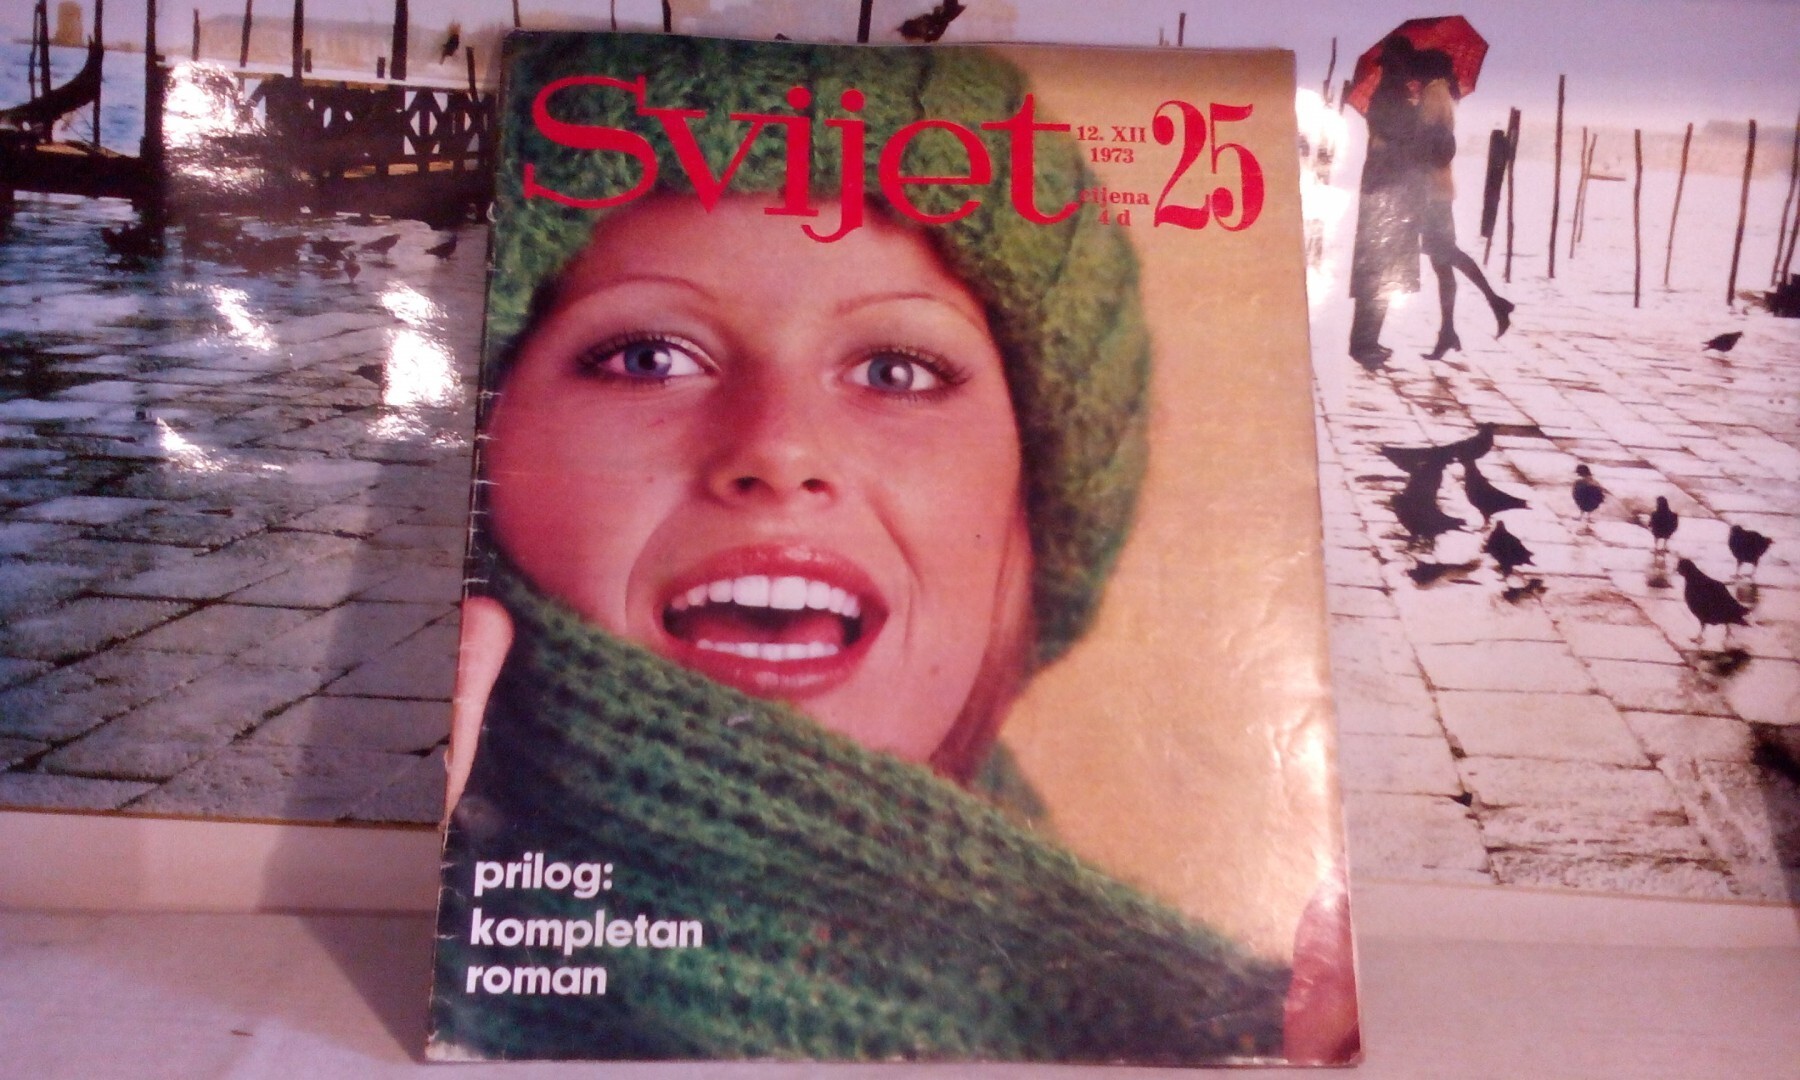 Svijet
12. XII
1973
cijena
4 d
25
prilog:
kompletan
roman